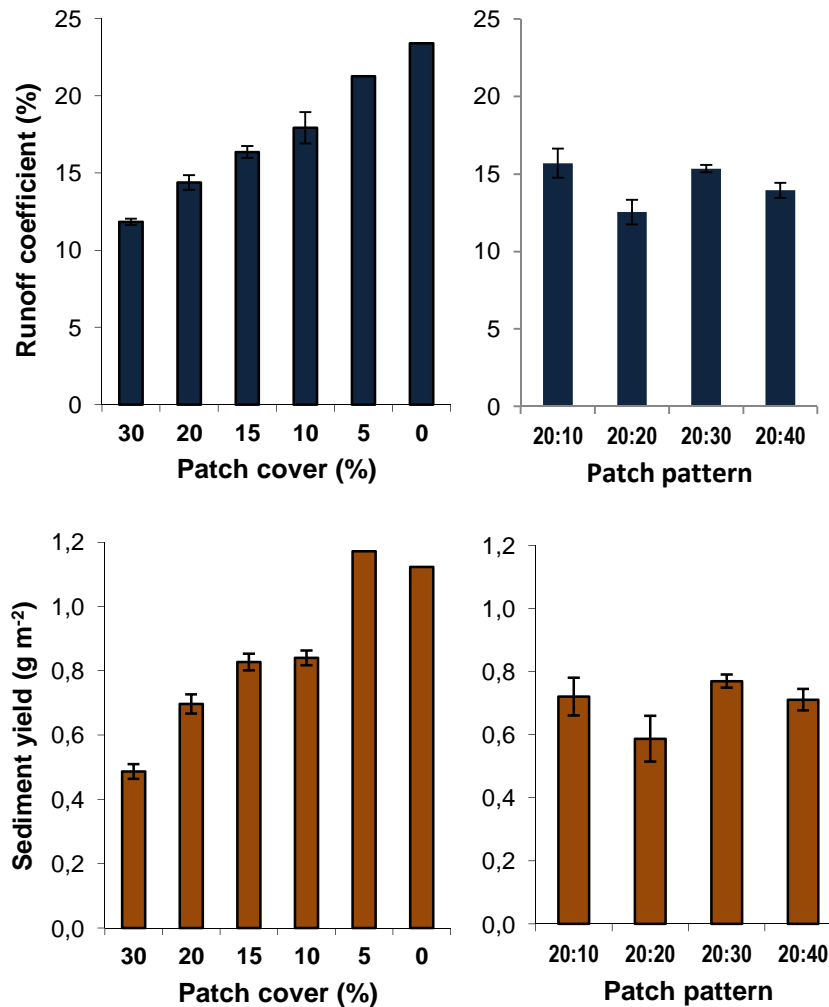 Runoff coefficient (%)
25
20
15
10
5
0
30 20 15 10 5 0
Patch cover (%)
25
20
15
10
5
0
20:10 20:20 20:30 20:40
Patch pattern
Sediment yield (g m⁻²)
1,2
1,0
0,8
0,6
0,4
0,2
0,0
30 20 15 10 5 0
Patch cover (%)
1,2
1,0
0,8
0,6
0,4
0,2
0,0
20:10 20:20 20:30 20:40
Patch pattern